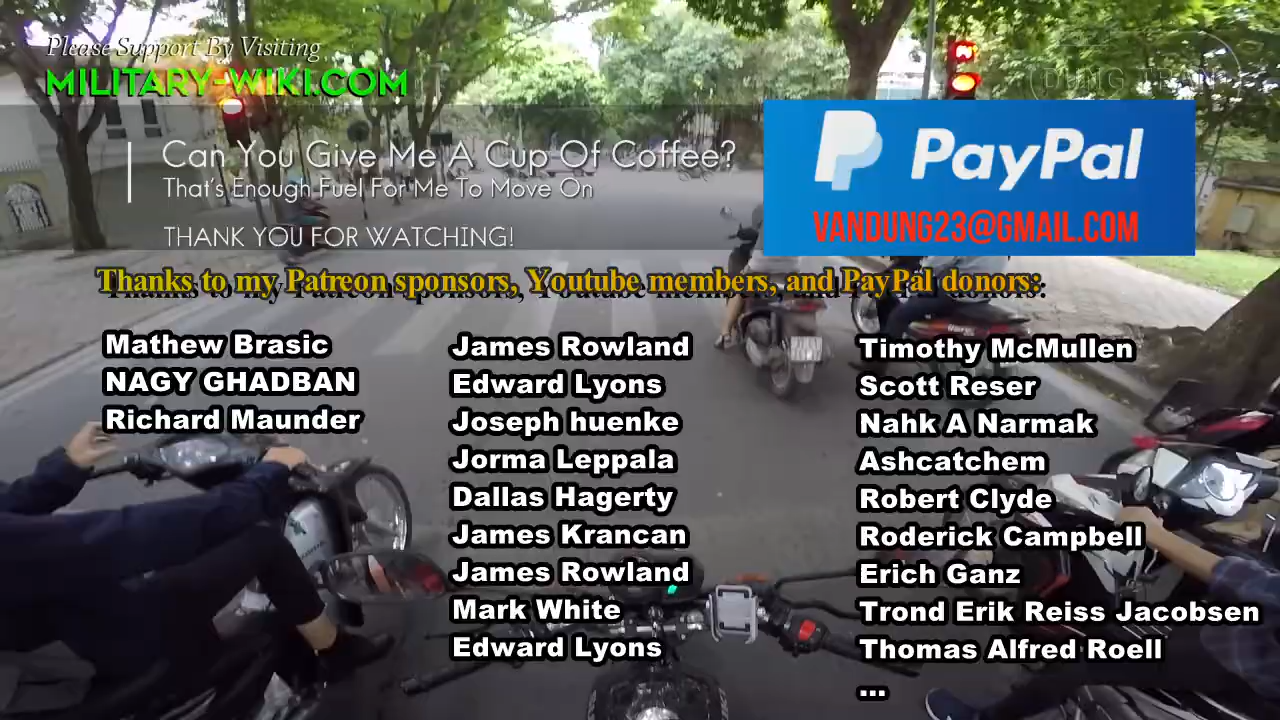 Please Support By Visiting
MILITARY-WIKI.COM
DUNG TRAN
Can You Give Me A Cup Of Coffee?
That's Enough Fuel For Me To Move On
THANK YOU FOR WATCHING!
PayPal
VANDUNG23@GMAIL.COM
Thanks to my Patreon sponsors, Youtube members, and PayPal donors:
Mathew Brasic
NAGY GHADBAN
Richard Maunder
James Rowland
Edward Lyons
Joseph huenke
Jorma Leppala
Dallas Hagerty
James Krancan
James Rowland
Mark White
Edward Lyons
Timothy McMullen
Scott Reser
Nahk A Narmak
Ashcatchem
Robert Clyde
Roderick Campbell
Erich Ganz
Trond Erik Reiss Jacobsen
Thomas Alfred Roell
...